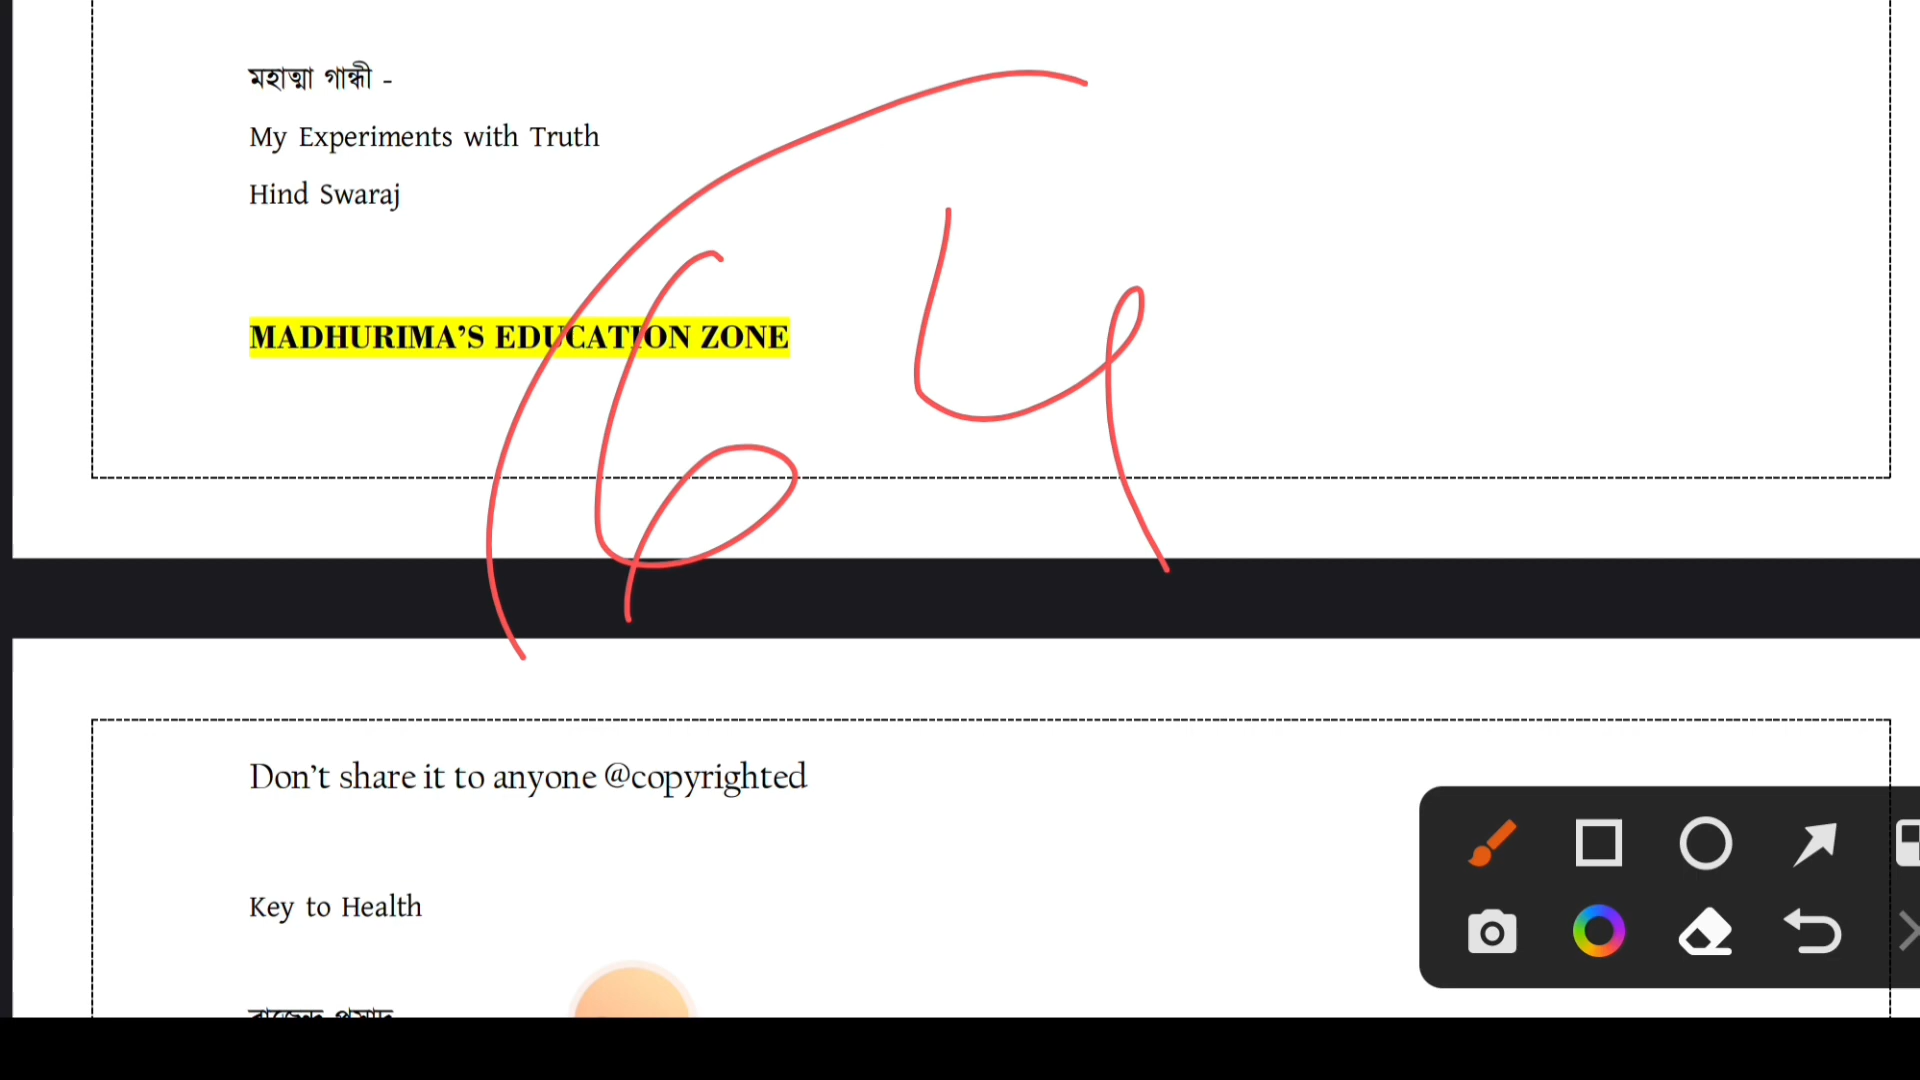 মহাত্মা গান্ধী -
My Experiments with Truth
Hind Swaraj
64
MADHURIMA’S EDUCATION ZONE
Don’t share it to anyone @copyrighted
Key to Health